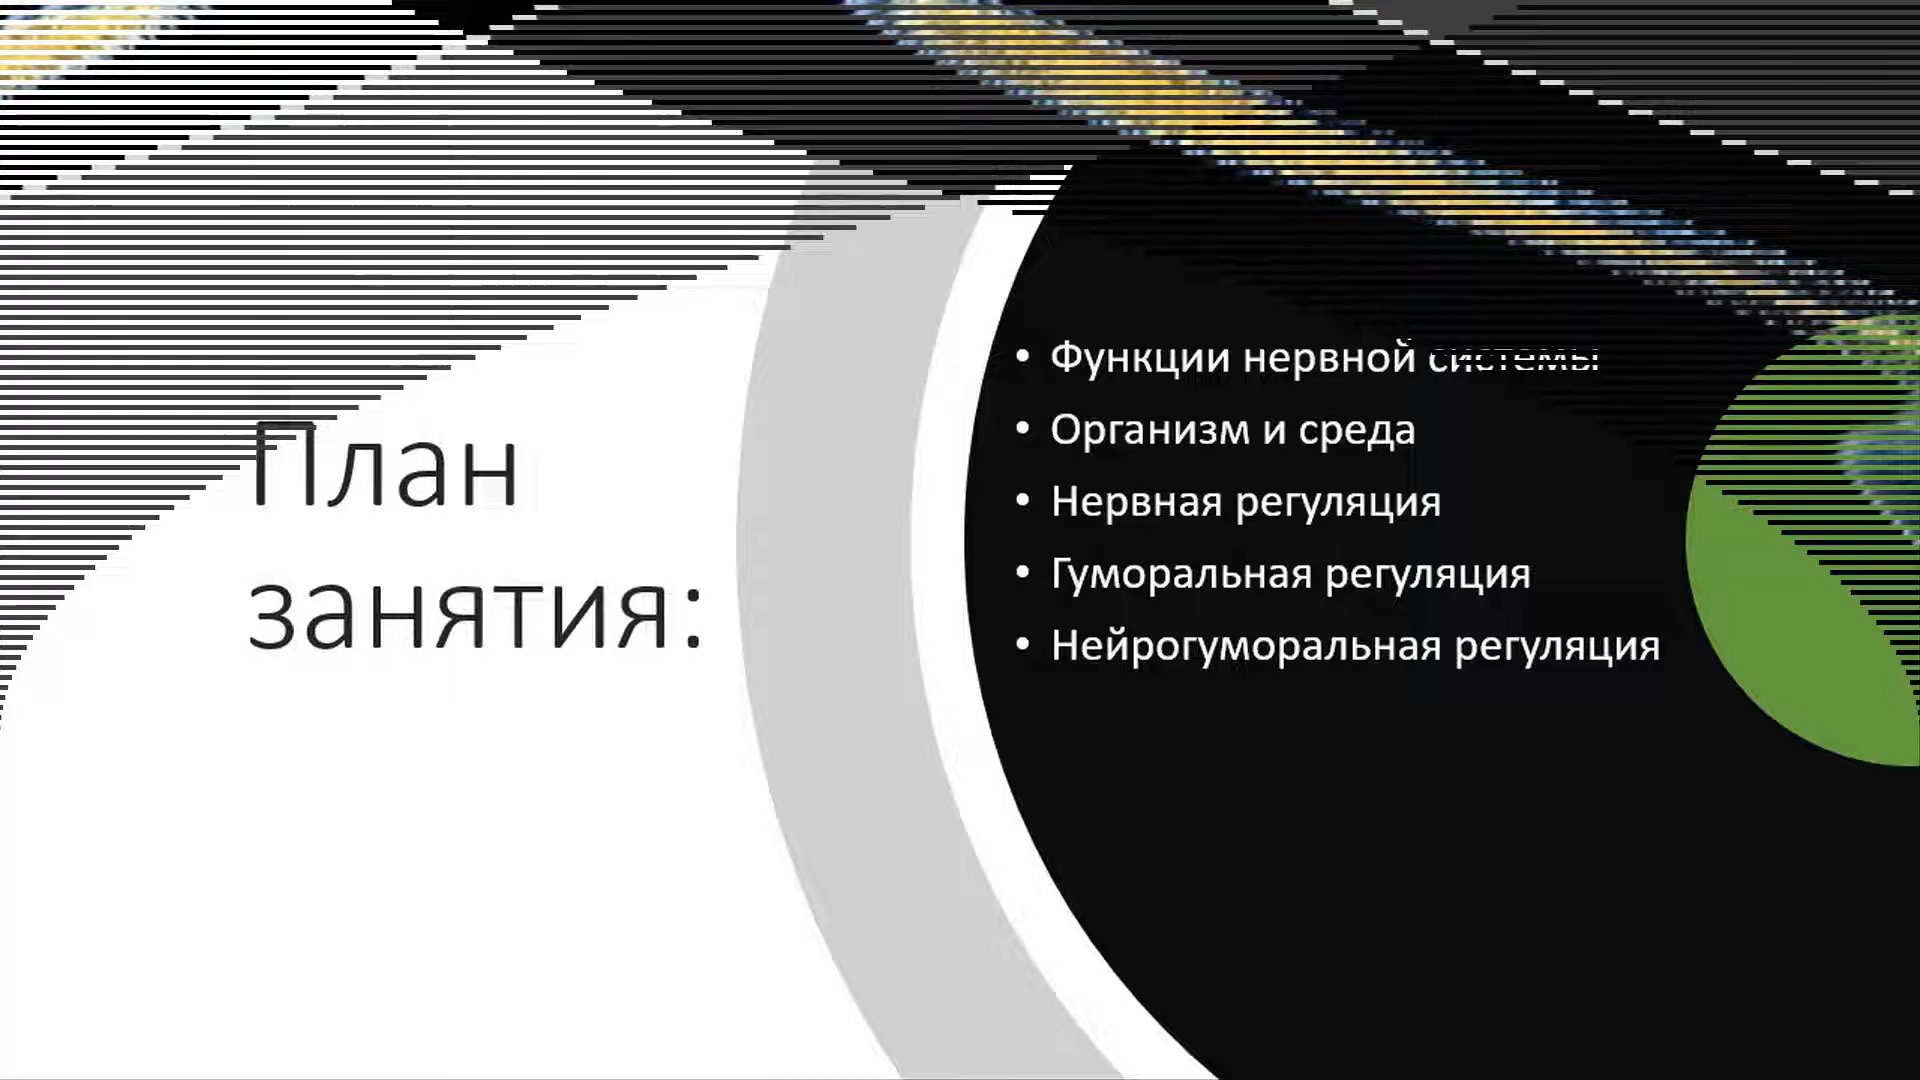 План
занятия:
• Функции нервной системы
• Организм и среда
• Нервная регуляция
• Гуморальная регуляция
• Нейрогуморальная регуляция